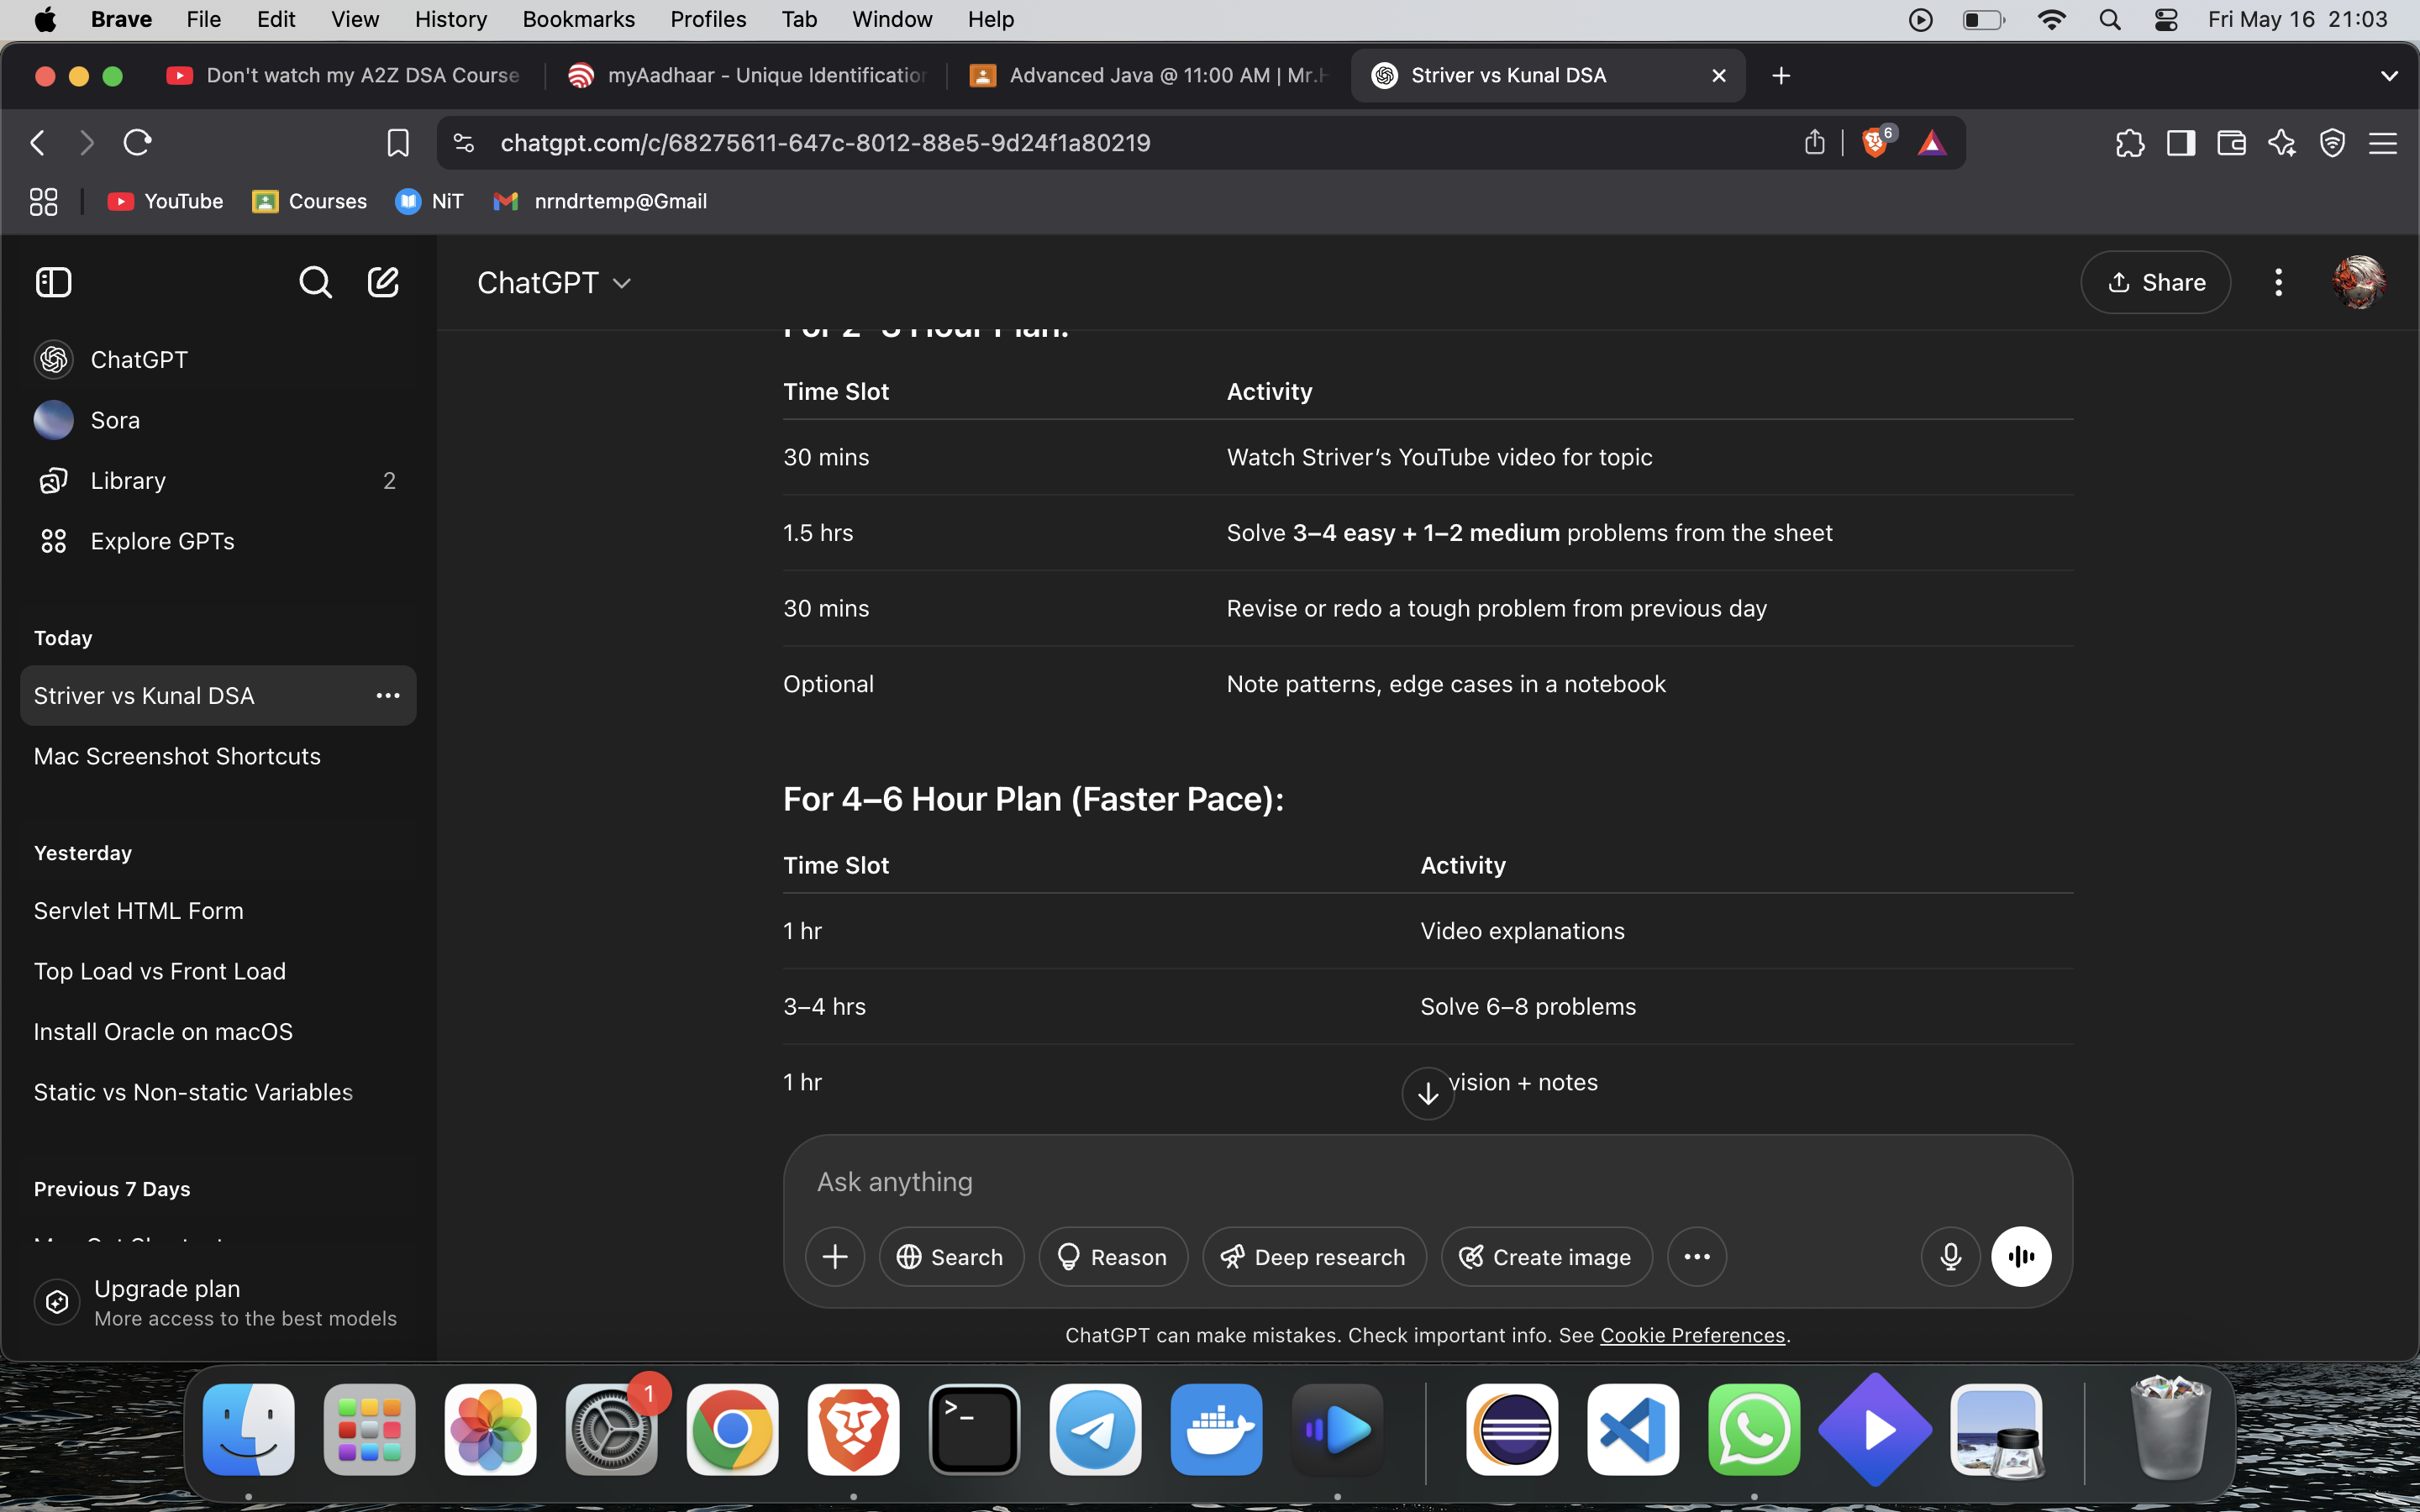 Brave File Edit View History Bookmarks Profiles Tab Window Help Fri May 16 21:03
Don't watch my A2Z DSA Course myAadhaar - Unique Identification Advanced Java @ 11:00 AM | Mr.H Striver vs Kunal DSA
chatgpt.com/c/68275611-647c-8012-88e5-9d24f1a80219 6
YouTube Courses NiT nrndrtemp@Gmail
ChatGPT Share
ChatGPT
Sora
Library 2
Explore GPTs
Today
Striver vs Kunal DSA
Mac Screenshot Shortcuts
Yesterday
Servlet HTML Form
Top Load vs Front Load
Install Oracle on macOS
Static vs Non-static Variables
Previous 7 Days
Upgrade plan
More access to the best models
For 2–3 Hour Plan:
Time Slot Activity
30 mins Watch Striver’s YouTube video for topic
1.5 hrs Solve 3–4 easy + 1–2 medium problems from the sheet
30 mins Revise or redo a tough problem from previous day
Optional Note patterns, edge cases in a notebook
For 4–6 Hour Plan (Faster Pace):
Time Slot Activity
1 hr Video explanations
3–4 hrs Solve 6–8 problems
1 hr vision + notes
Ask anything
Search Reason Deep research Create image
ChatGPT can make mistakes. Check important info. See Cookie Preferences.
1